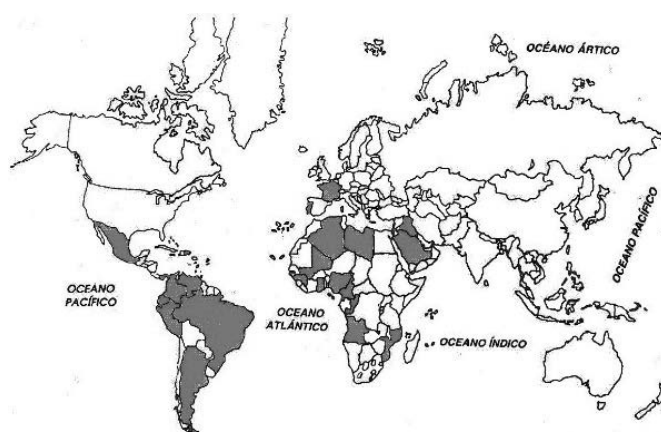 OCÉANO ÁRTICO
OCEANO
PACÍFICO
OCEANO
ATLÁNTICO
OCEANO ÍNDICO
OCEANO PACÍFICO